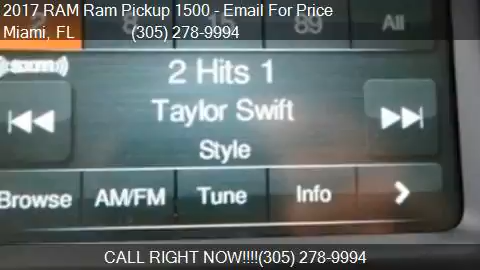 2017 RAM Ram Pickup 1500 - Email For Price
Miami, FL (305) 278-9994
All
2 Hits 1
Taylor Swift
Style
Browse AM/FM Tune Info
CALL RIGHT NOW!!!!(305) 278-9994